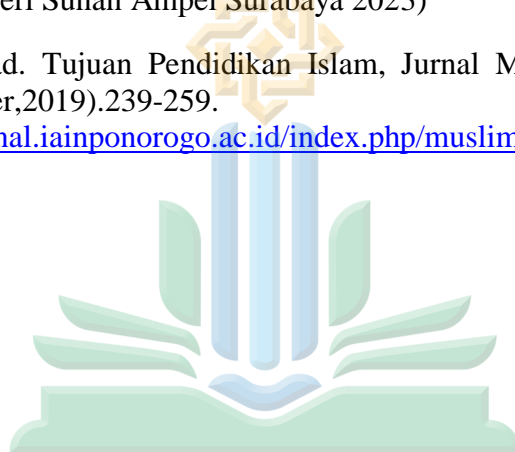 eri Sunan Ampel Surabaya 2023)
ad. Tujuan Pendidikan Islam, Jurnal M
er,2019).239-259.
nal.iainponorogo.ac.id/index.php/muslim